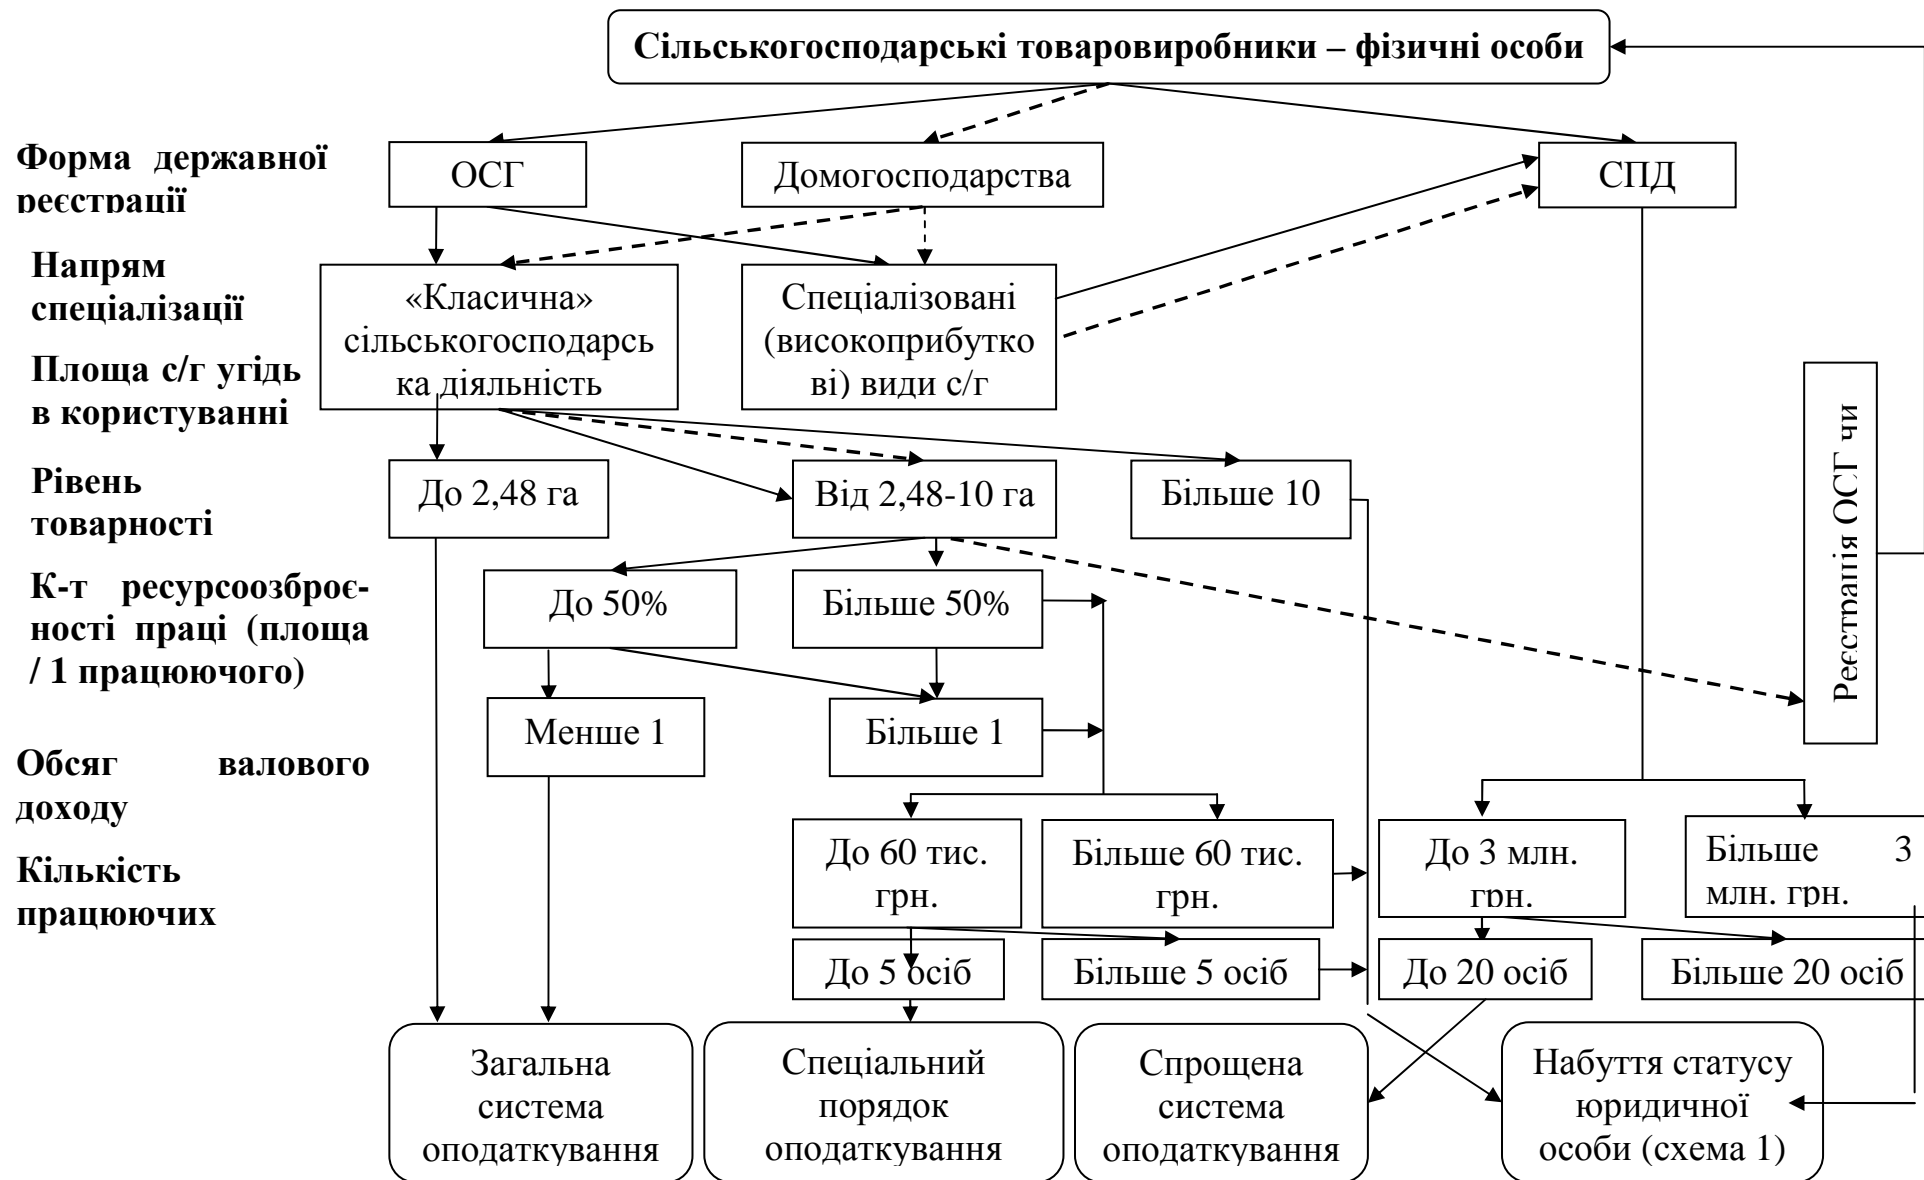 Сільськогосподарські товаровиробники – фізичні особи
Форма державної
реєстрації
ОСГ
Домогосподарства
СПД
Напрям
спеціалізації
«Класична»
сільськогосподарсь
ка діяльність
Спеціалізовані
(високоприбутко
ві) види с/г
Площа с/г угідь
в користуванні
До 2,48 га
Від 2,48-10 га
Більше 10
Реєстрація ОСГ чи
Рівень
товарності
До 50%
Більше 50%
К-т ресурсоозброє-
ності праці (площа
/ 1 працюючого)
Менше 1
Більше 1
Обсяг валового
доходу
До 60 тис.
грн.
Більше 60 тис.
грн.
До 3 млн.
грн.
Більше 3
млн. грн.
Кількість
працюючих
До 5 осіб
Більше 5 осіб
До 20 осіб
Більше 20 осіб
Загальна
система
оподаткування
Спеціальний
порядок
оподаткування
Спрощена
система
оподаткування
Набуття статусу
юридичної
особи (схема 1)